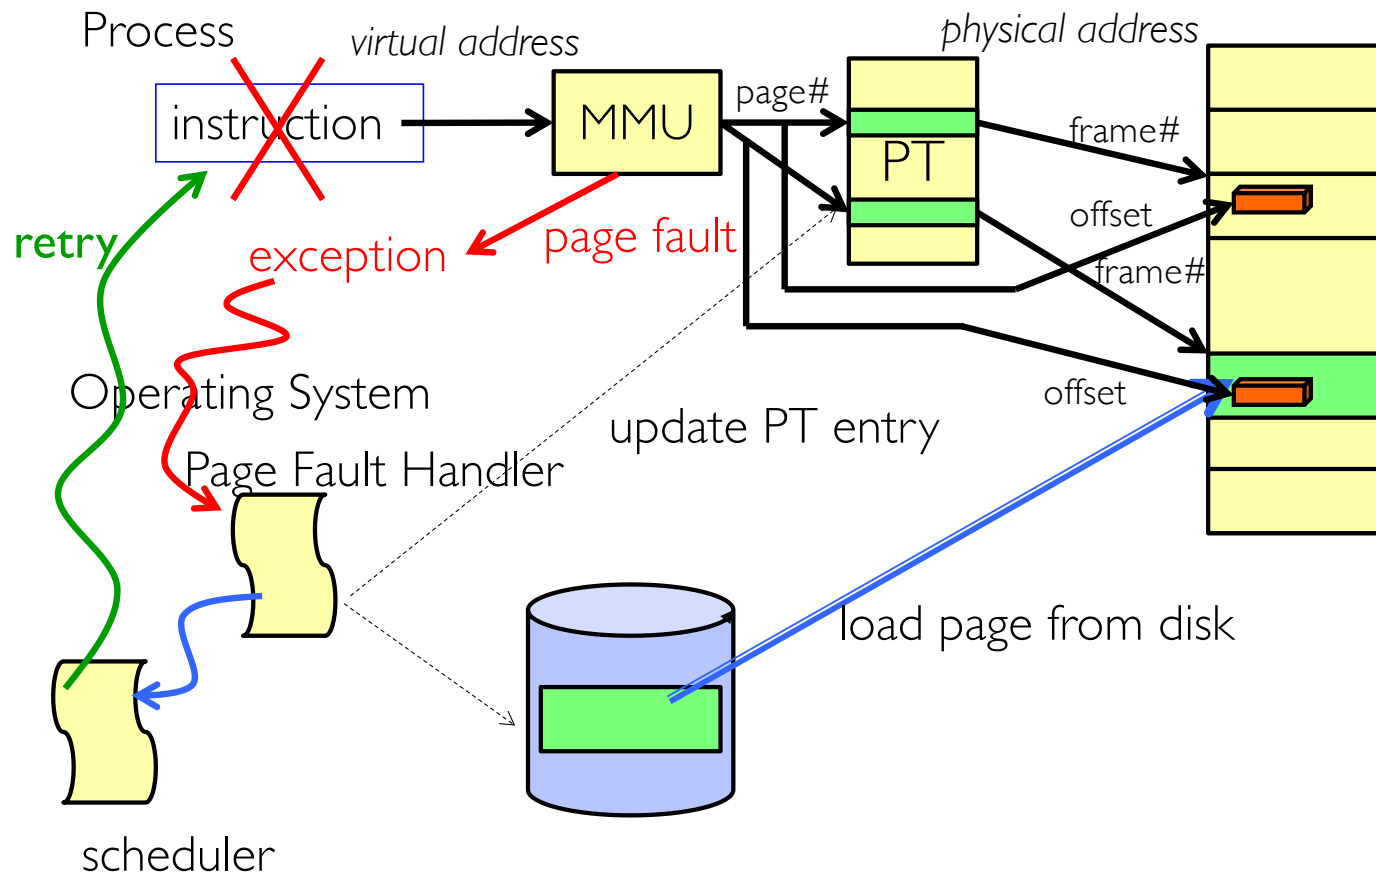 Process
virtual address
physical address
instruction
MMU
page#
PT
frame#
offset
retry
exception
page fault
frame#
Operating System
offset
update PT entry
Page Fault Handler
load page from disk
scheduler